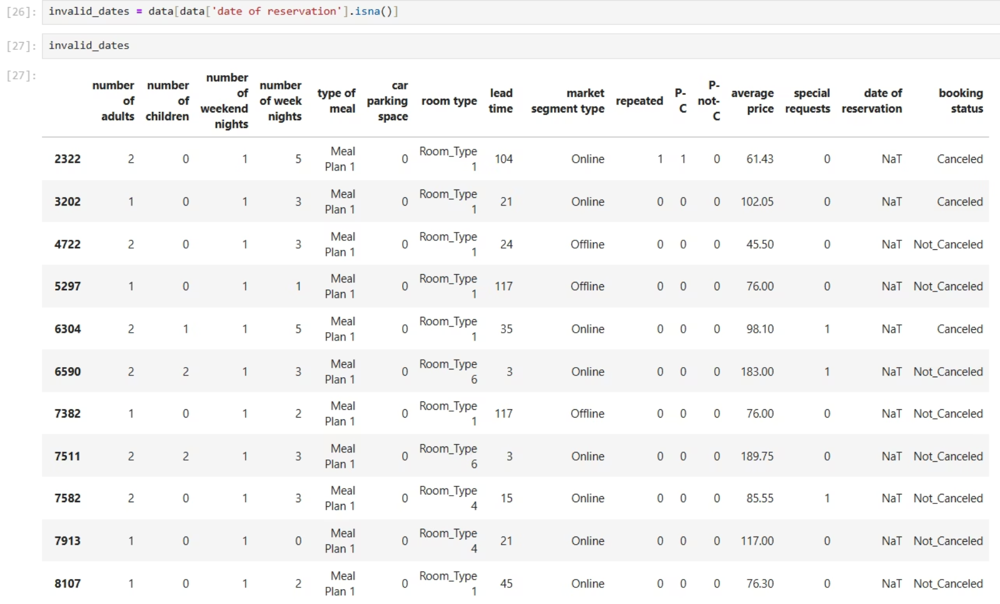 [26]: invalid_dates = data[data['date of reservation'].isna()]
[27]: invalid_dates
[27]:
number of adults number of children number of weekend nights number of week nights type of meal car parking space room type lead time market segment type repeated P-C P-not-C average price special requests date of reservation booking status
2322 2 0 1 5 Meal Plan 1 0 Room_Type 1 104 Online 1 1 0 61.43 0 NaT Canceled
3202 1 0 1 3 Meal Plan 1 0 Room_Type 1 21 Online 0 0 0 102.05 0 NaT Canceled
4722 2 0 1 3 Meal Plan 1 0 Room_Type 1 24 Offline 0 0 0 45.50 0 NaT Not_Canceled
5297 1 0 1 1 Meal Plan 1 0 Room_Type 1 117 Offline 0 0 0 76.00 0 NaT Not_Canceled
6304 2 1 1 5 Meal Plan 1 0 Room_Type 1 35 Online 0 0 0 98.10 1 NaT Canceled
6590 2 2 1 3 Meal Plan 1 0 Room_Type 6 3 Online 0 0 0 183.00 1 NaT Not_Canceled
7382 1 0 1 2 Meal Plan 1 0 Room_Type 1 117 Offline 0 0 0 76.00 0 NaT Not_Canceled
7511 2 2 1 3 Meal Plan 1 0 Room_Type 6 3 Online 0 0 0 189.75 0 NaT Not_Canceled
7582 2 0 1 3 Meal Plan 1 0 Room_Type 4 15 Online 0 0 0 85.55 1 NaT Not_Canceled
7913 1 0 1 0 Meal Plan 1 0 Room_Type 4 21 Online 0 0 0 117.00 0 NaT Not_Canceled
8107 1 0 1 2 Meal Plan 1 0 Room_Type 1 45 Online 0 0 0 76.30 0 NaT Not_Canceled